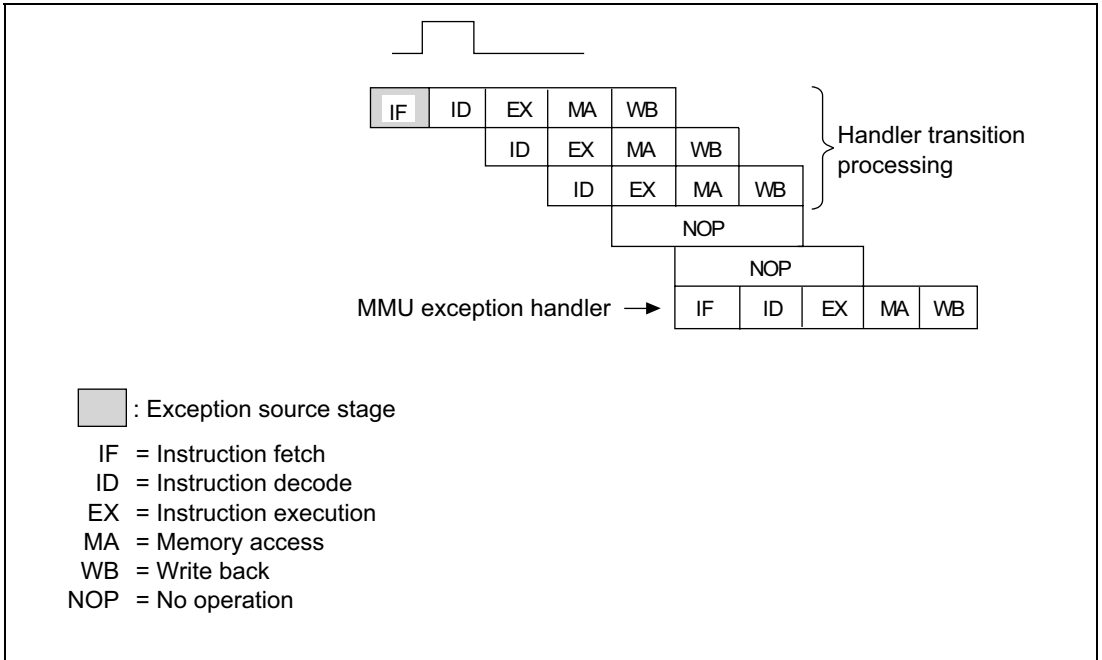 IF ID EX MA WB
ID EX MA WB
ID EX MA WB
Handler transition
processing
NOP
NOP
MMU exception handler
IF ID EX MA WB
: Exception source stage
IF = Instruction fetch
ID = Instruction decode
EX = Instruction execution
MA = Memory access
WB = Write back
NOP = No operation